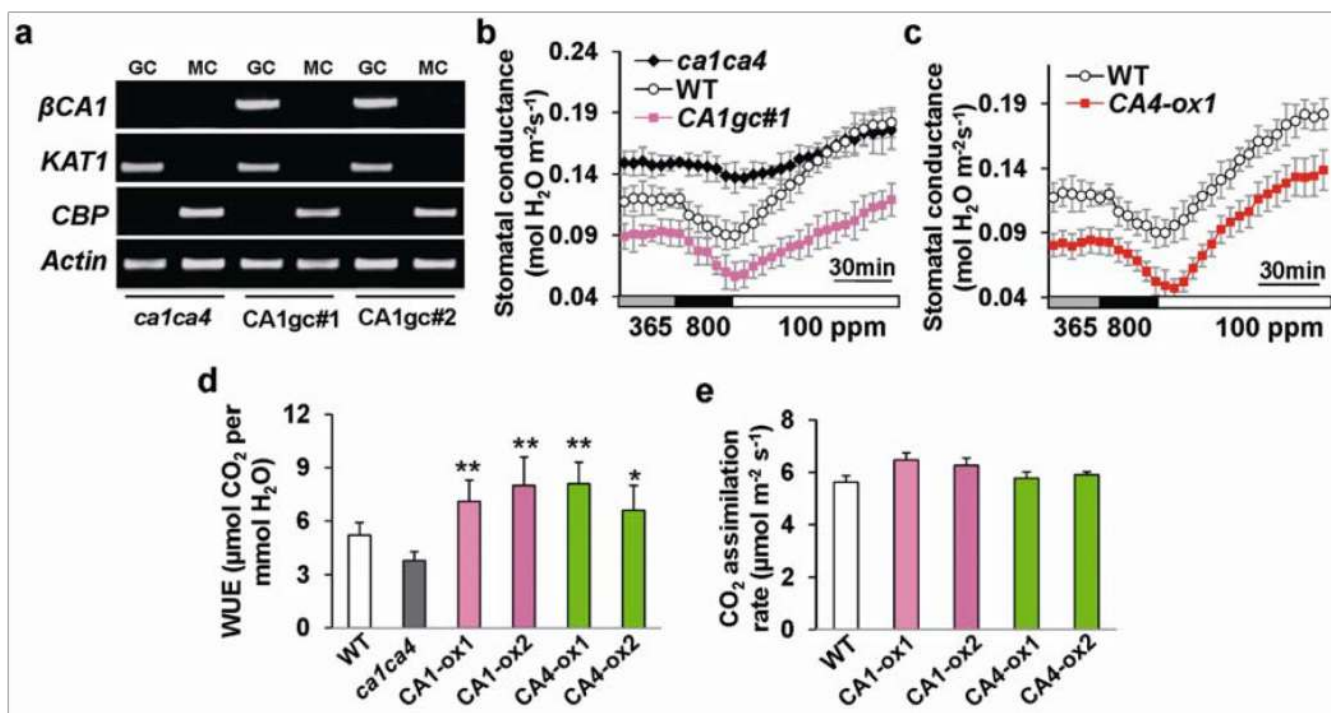 a
GC MC GC MC GC MC
βCA1
KAT1
CBP
Actin
ca1ca4 CA1gc#1 CA1gc#2
b
Stomatal conductance
(mol H₂O m⁻²s⁻¹)
0.24
0.19
0.14
0.09
0.04
ca1ca4
WT
CA1gc#1
30min
365 800 100 ppm
c
Stomatal conductance
(mol H₂O m⁻²s⁻¹)
0.19
0.14
0.09
0.04
WT
CA4-ox1
30min
365 800 100 ppm
d
WUE (µmol CO₂ per
mmol H₂O)
12
9
6
3
0
** ** ** *
WT ca1ca4 CA1-ox1 CA1-ox2 CA4-ox1 CA4-ox2
e
CO₂ assimilation
rate (µmol m⁻² s⁻¹)
8
6
4
2
0
WT CA1-ox1 CA1-ox2 CA4-ox1 CA4-ox2